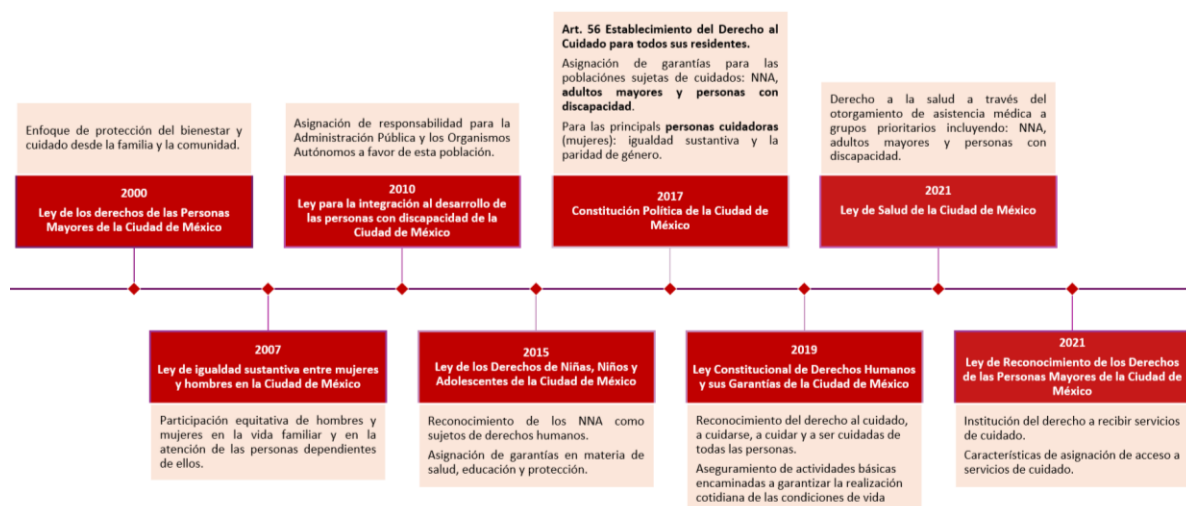 Enfoque de protección del bienestar y
cuidado desde la familia y la comunidad.
2000
Ley de los derechos de las Personas
Mayores de la Ciudad de México
2007
Ley de igualdad sustantiva entre mujeres
y hombres en la Ciudad de México
Participación equitativa de hombres y
mujeres en la vida familiar y en la
atención de las personas dependientes
de ellos.
Asignación de responsabilidad para la
Administración Pública y los Organismos
Autónomos a favor de esta población.
2010
Ley para la integración al desarrollo de
las personas con discapacidad de la
Ciudad de México
2015
Ley de los Derechos de Niñas, Niños y
Adolescentes de la Ciudad de México
Reconocimiento de los NNA como
sujetos de derechos humanos.
Asignación de garantías en materia de
salud, educación y protección.
Art. 56 Establecimiento del Derecho al
Cuidado para todos sus residentes.
Asignación de garantías para las
poblaciónes sujetas de cuidados: NNA,
adultos mayores y personas con
discapacidad.
Para las principals personas cuidadoras
(mujeres): igualdad sustantiva y la
paridad de género.
2017
Constitución Política de la Ciudad de
México
2019
Ley Constitucional de Derechos Humanos
y sus Garantías de la Ciudad de México
Reconocimiento del derecho al cuidado,
a cuidarse, a cuidar y a ser cuidadas de
todas las personas.
Aseguramiento de actividades básicas
encaminadas a garantizar la realización
cotidiana de las condiciones de vida
Derecho a la salud a través del
otorgamiento de asistencia médica a
grupos prioritarios incluyendo: NNA,
adultos mayores y personas con
discapacidad.
2021
Ley de Salud de la Ciudad de México
2021
Ley de Reconocimiento de los Derechos
de las Personas Mayores de la Ciudad de
México
Institución del derecho a recibir servicios
de cuidado.
Características de asignación de acceso a
servicios de cuidado.